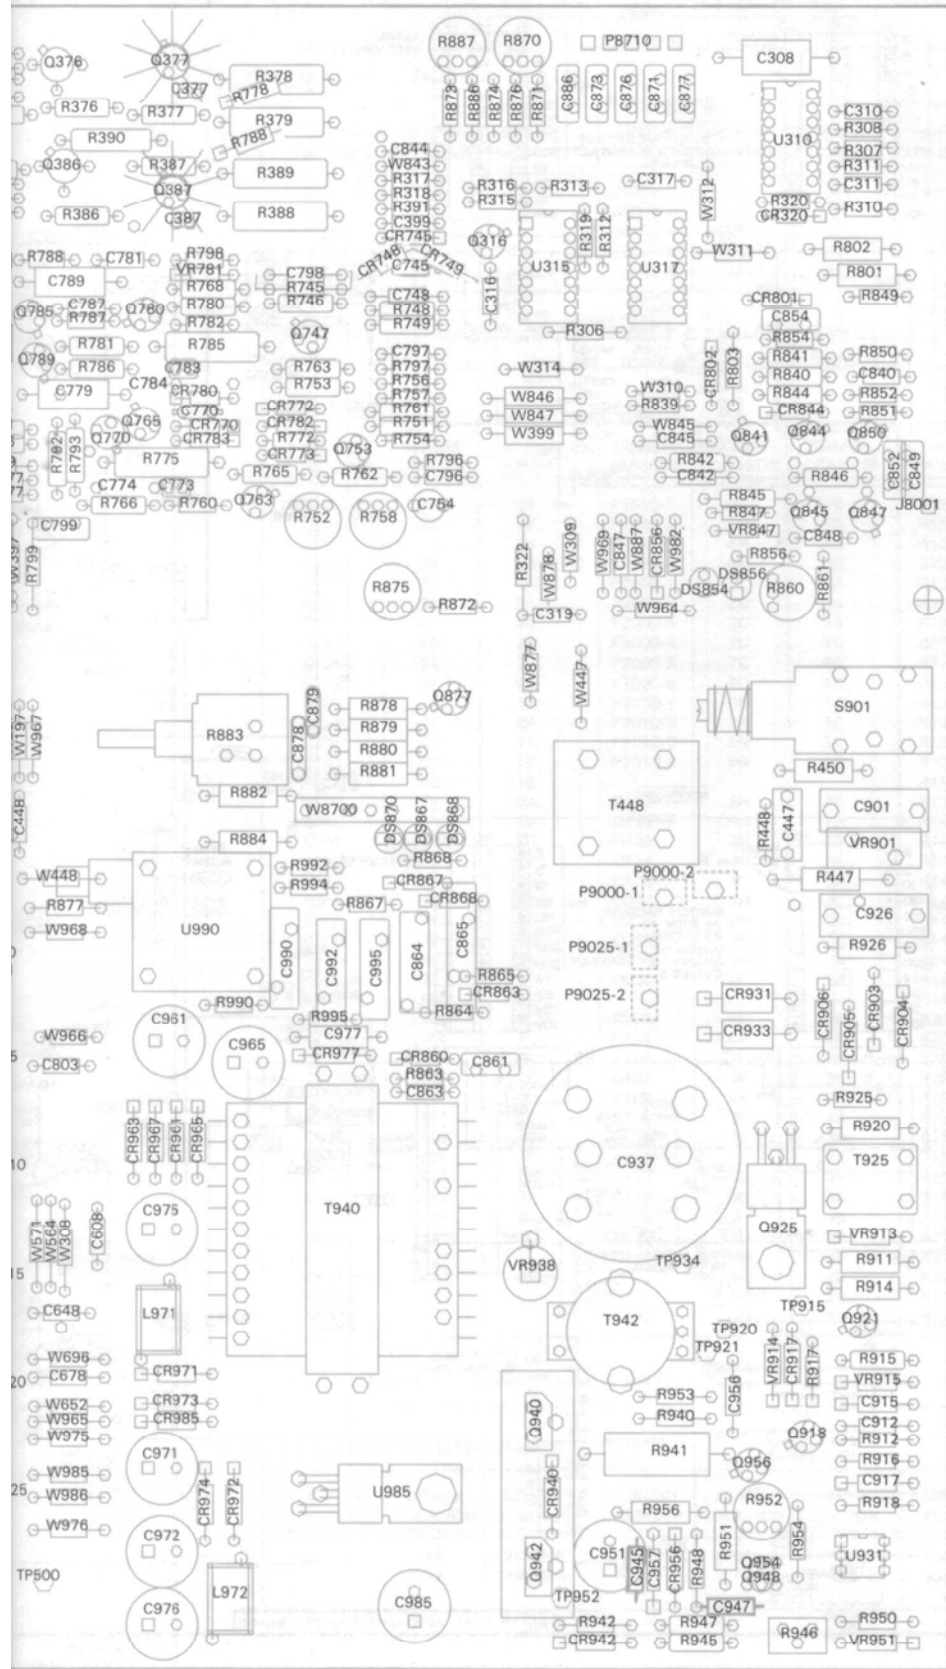 R887 R870 P8710
Q376 Q377 R378 C308
R778 C377
R873 R886 R874 R876 R871 C886 C873 C876 C871 C877
R376 R377 R379 C310
R308
R390 R788 U310
R307
C844
Q386 R387 R389 W843 R311
R317 C317 W312 C311
Q387 R318 R316 R313
R386 C387 R388 R391 R315 R320 R310
C399 CR320
CR745 Q316 R319 R312
R788 C781 R798 CR748 CR749 W311 R802
VR781 C798 C745 U315 U317 R801
C789 R768 R745 C316
C787 R780 R746 C748 CR801 R849
Q785 R787 Q780 R748 C854
R782 Q747 R749 R306 R854
R781 R785 C797 R841 R850
Q789 R786 C783 R763 R797 W314 CR802 R803 R840 C840
C779 C784 CR780 R753 R756 W310 R844 R852
R757 W846 R839
C770 CR772 R761 W847 CR844 R851
Q765 CR770 CR782 R751 W845
Q770 CR783 R772 R754 W399 C845 Q841 Q844 Q850
R792 R793 CR773 Q753
R775 R796 R842 C852 C849
C774 C773 R765 R762 C796 C842 R846
R766 R760 Q763 C754 R845 J8001
R752 R758 R847 Q845 Q847
C799 VR847 C848
W397 R799 R322 W878 W309 W969 C847 W887 CR856 W982 R856
DS856
R875 DS854 R860 R861
R872 C319 W964
W877 W447
Q877 S901
W197 W967 R883 C878 C879 R878
R879
R880
R881 R450
C448 R882 W8700 T448 C901
R448 C447
R884 DS870 DS867 DS868 VR901
R992 R868
W448 R994 CR867 P9000-2 R447
R877 R867 CR868 P9000-1
W968 U990 C926
C990 C992 C995 C864 C865 P9025-1 R926
0
R865
CR863 P9025-2 CR931 CR906 CR903
R990 R864 CR905 CR904
R995
C961 C977 CR933
W966 C965 CR977 CR860 C861
5
C803 R863
C863 R925
CR963 CR967 CR961 CR965 R920
10 C937 T925
T940
W571 W564 W308 C608 C975 Q925 VR913
VR938 TP934 R911
15 R914
C648 L971 T942 TP915 Q921
TP920
W696 TP921 VR914 CR917 R917 R915
C678 CR971 C956 VR915
20 R953
W652 CR973 R940 C915
W965 CR985 Q940 C912
W975 Q918 R912
C971 R941 R916
W985 Q956 C917
25 CR974 CR972 U985 CR940
W986 R956 R952 R918
W976 R951 R954
C972 Q942 C951 C945 C957 CR956 R948 Q954 U931
TP500 Q948
L972 TP952 C947
C976 C985 R942 R947 R946 R950
CR942 R945 VR951